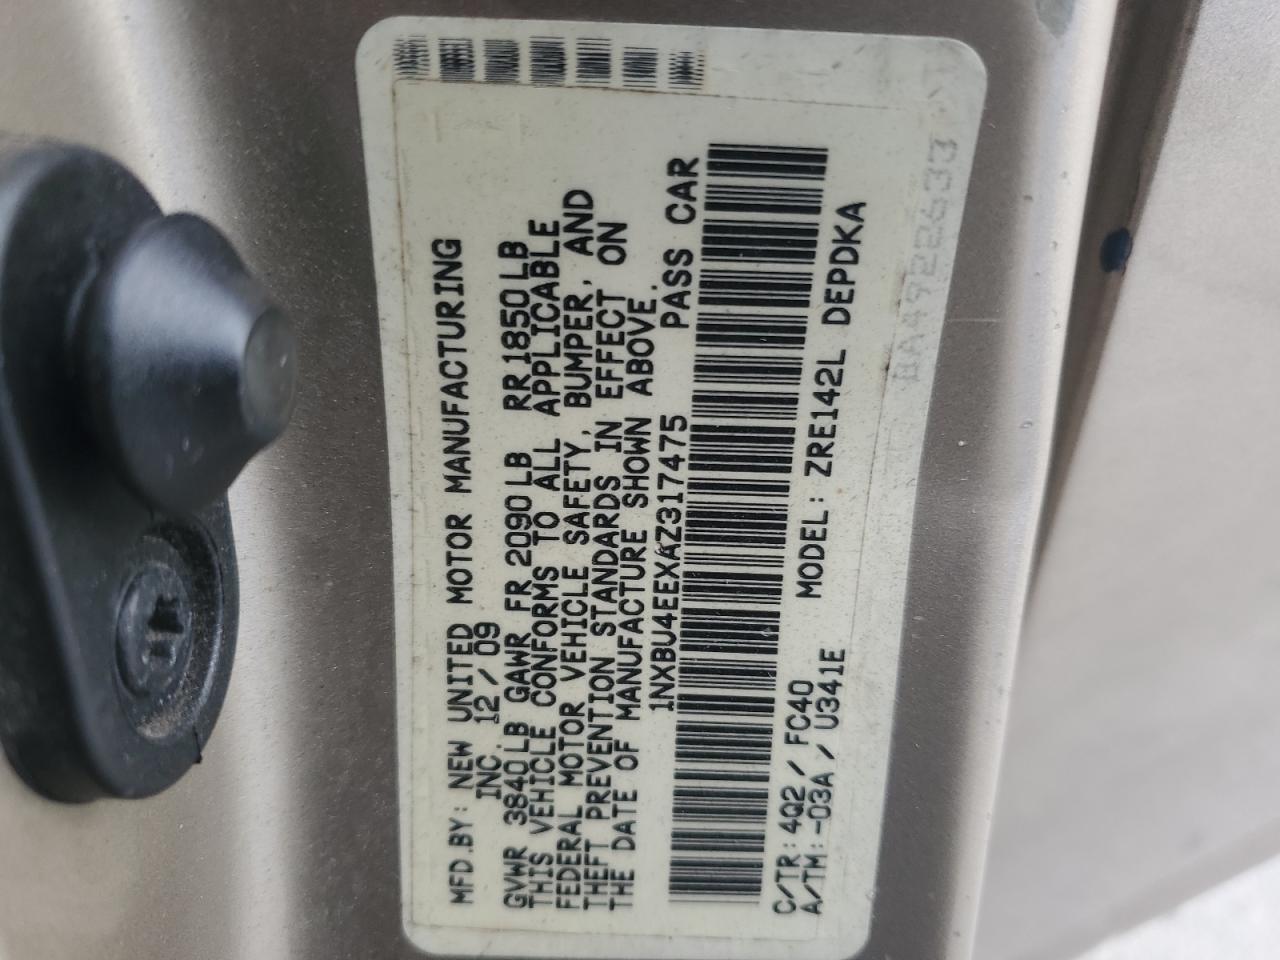 MFD.BY: NEW UNITED MOTOR MANUFACTURING
INC. 12/09
GVWR 3840LB GAWR FR 2090LB RR 1850LB
THIS VEHICLE CONFORMS TO ALL APPLICABLE
FEDERAL MOTOR VEHICLE SAFETY, BUMPER, AND
THEFT PREVENTION STANDARDS IN EFFECT ON
THE DATE OF MANUFACTURE SHOWN ABOVE.
1NXBU4EEXAZ317475 PASS CAR
C/TR: 4Q2/FC40 MODEL: ZRE142L DEPDKA
A/TM: -03A/U341E
BA4922633